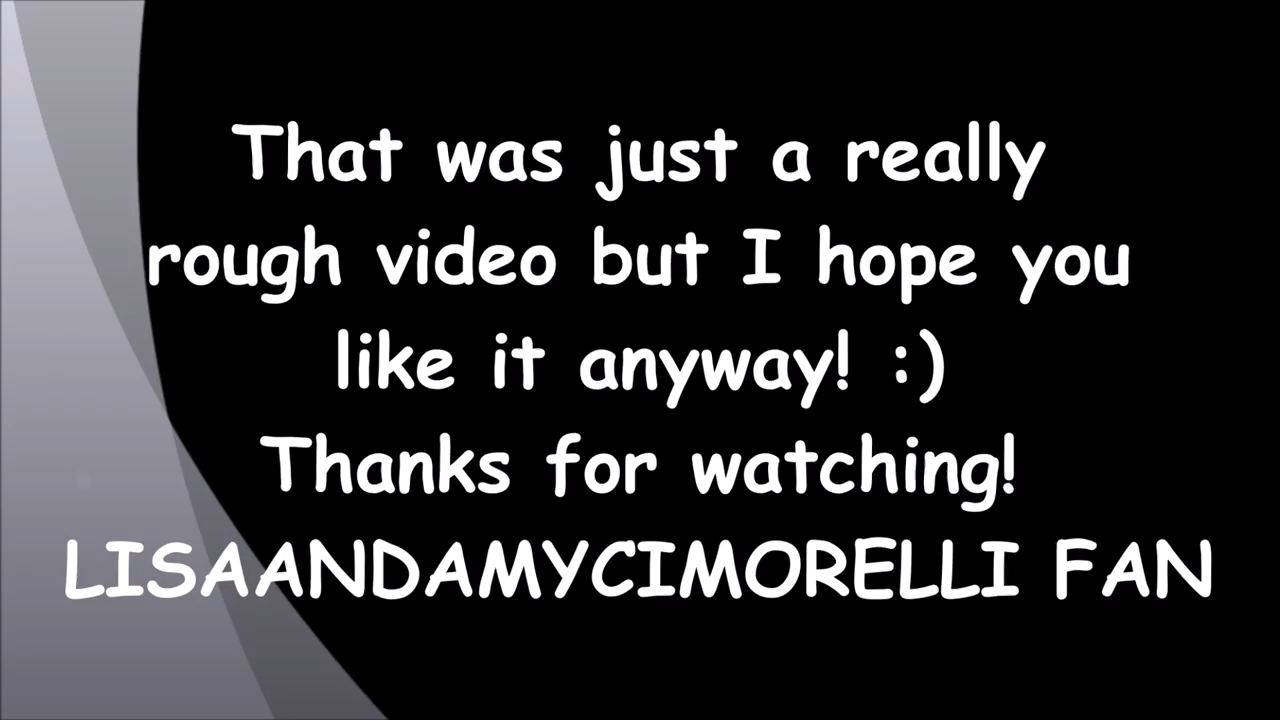 That was just a really
rough video but I hope you
like it anyway! :)
Thanks for watching!
LISAANDAMYCIMORELLI FAN